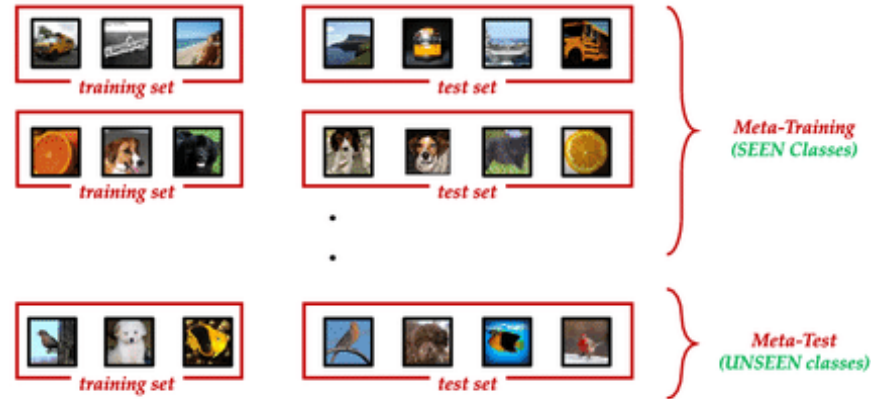 training set
test set
Meta-Training
(SEEN Classes)
training set
test set
Meta-Test
(UNSEEN classes)
training set
test set